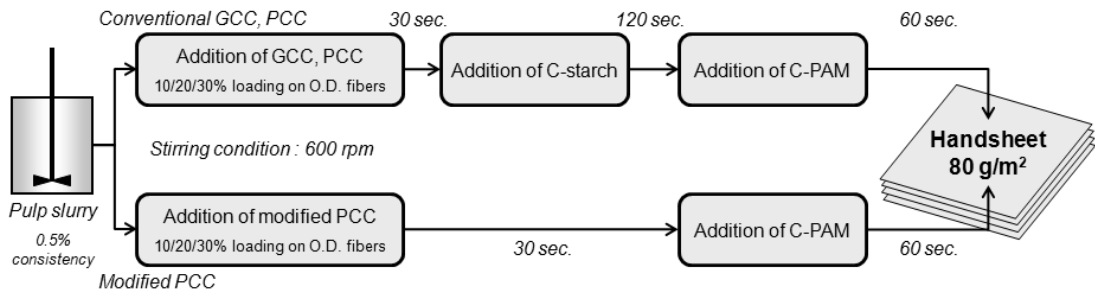 Conventional GCC, PCC
30 sec.
120 sec.
60 sec.
Addition of GCC, PCC
10/20/30% loading on O.D. fibers
Addition of C-starch
Addition of C-PAM
Stirring condition : 600 rpm
Handsheet
80 g/m²
Pulp slurry
0.5%
consistency
Addition of modified PCC
10/20/30% loading on O.D. fibers
30 sec.
Addition of C-PAM
60 sec.
Modified PCC